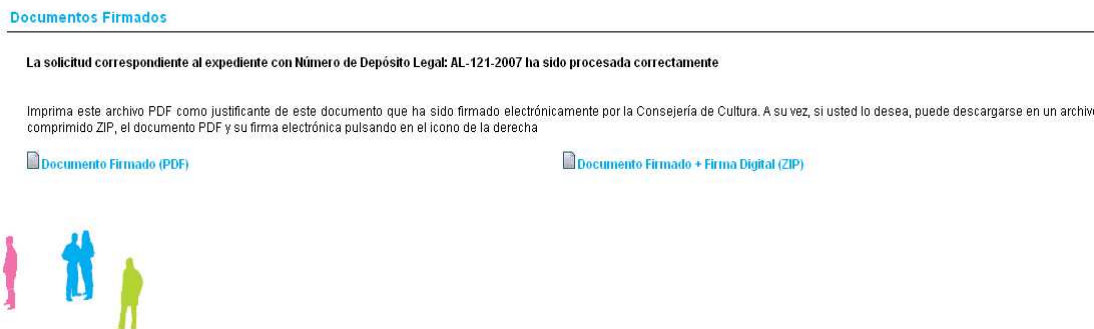 Documentos Firmados
La solicitud correspondiente al expediente con Número de Depósito Legal: AL-121-2007 ha sido procesada correctamente
Imprima este archivo PDF como justificante de este documento que ha sido firmado electrónicamente por la Consejería de Cultura. A su vez, si usted lo desea, puede descargarse en un archivo
comprimido ZIP, el documento PDF y su firma electrónica pulsando en el icono de la derecha
Documento Firmado (PDF) Documento Firmado + Firma Digital (ZIP)